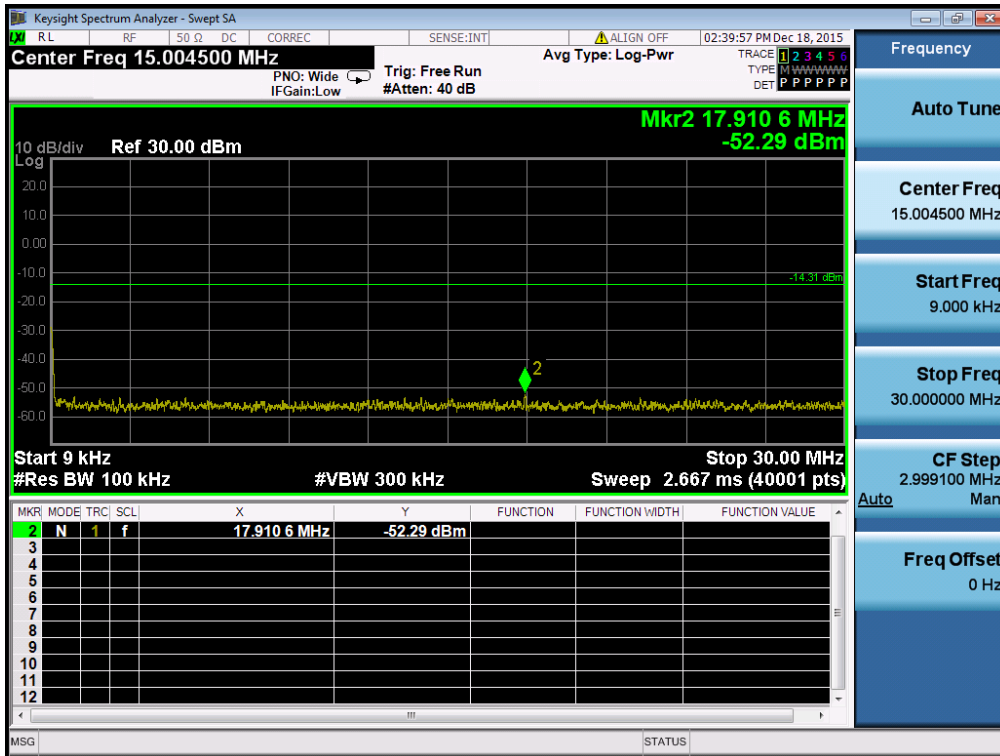 Keysight Spectrum Analyzer - Swept SA
LXI RL RF 50 Ω DC CORREC SENSE:INT ALIGN OFF 02:39:57 PM Dec 18, 2015
Center Freq 15.004500 MHz
PNO: Wide
IFGain:Low
Trig: Free Run
#Atten: 40 dB
Avg Type: Log-Pwr
TRACE 1 2 3 4 5 6
TYPE M W W W W W
DET P P P P P P
Mkr2 17.910 6 MHz
-52.29 dBm
10 dB/div Ref 30.00 dBm
Log
20.0
10.0
0.00
-10.0
-14.31 dBm
-20.0
-30.0
-40.0
2
-50.0
-60.0
Start 9 kHz Stop 30.00 MHz
#Res BW 100 kHz #VBW 300 kHz Sweep 2.667 ms (40001 pts)
MKR MODE TRC SCL X Y FUNCTION FUNCTION WIDTH FUNCTION VALUE
2 N 1 f 17.910 6 MHz -52.29 dBm
3
4
5
6
7
8
9
10
11
12
MSG STATUS
Frequency
Auto Tune
Center Freq
15.004500 MHz
Start Freq
9.000 kHz
Stop Freq
30.000000 MHz
CF Step
2.999100 MHz
Auto Man
Freq Offset
0 Hz